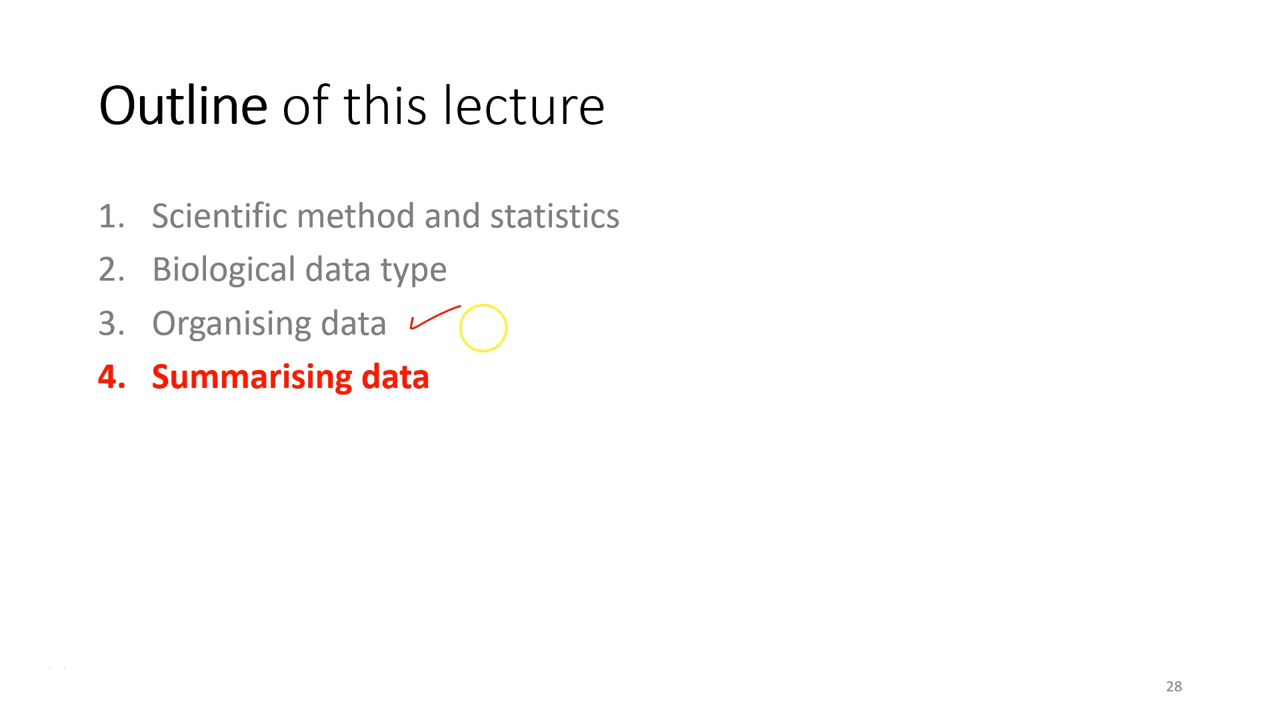 Outline of this lecture
1. Scientific method and statistics
2. Biological data type
3. Organising data
4. Summarising data
28